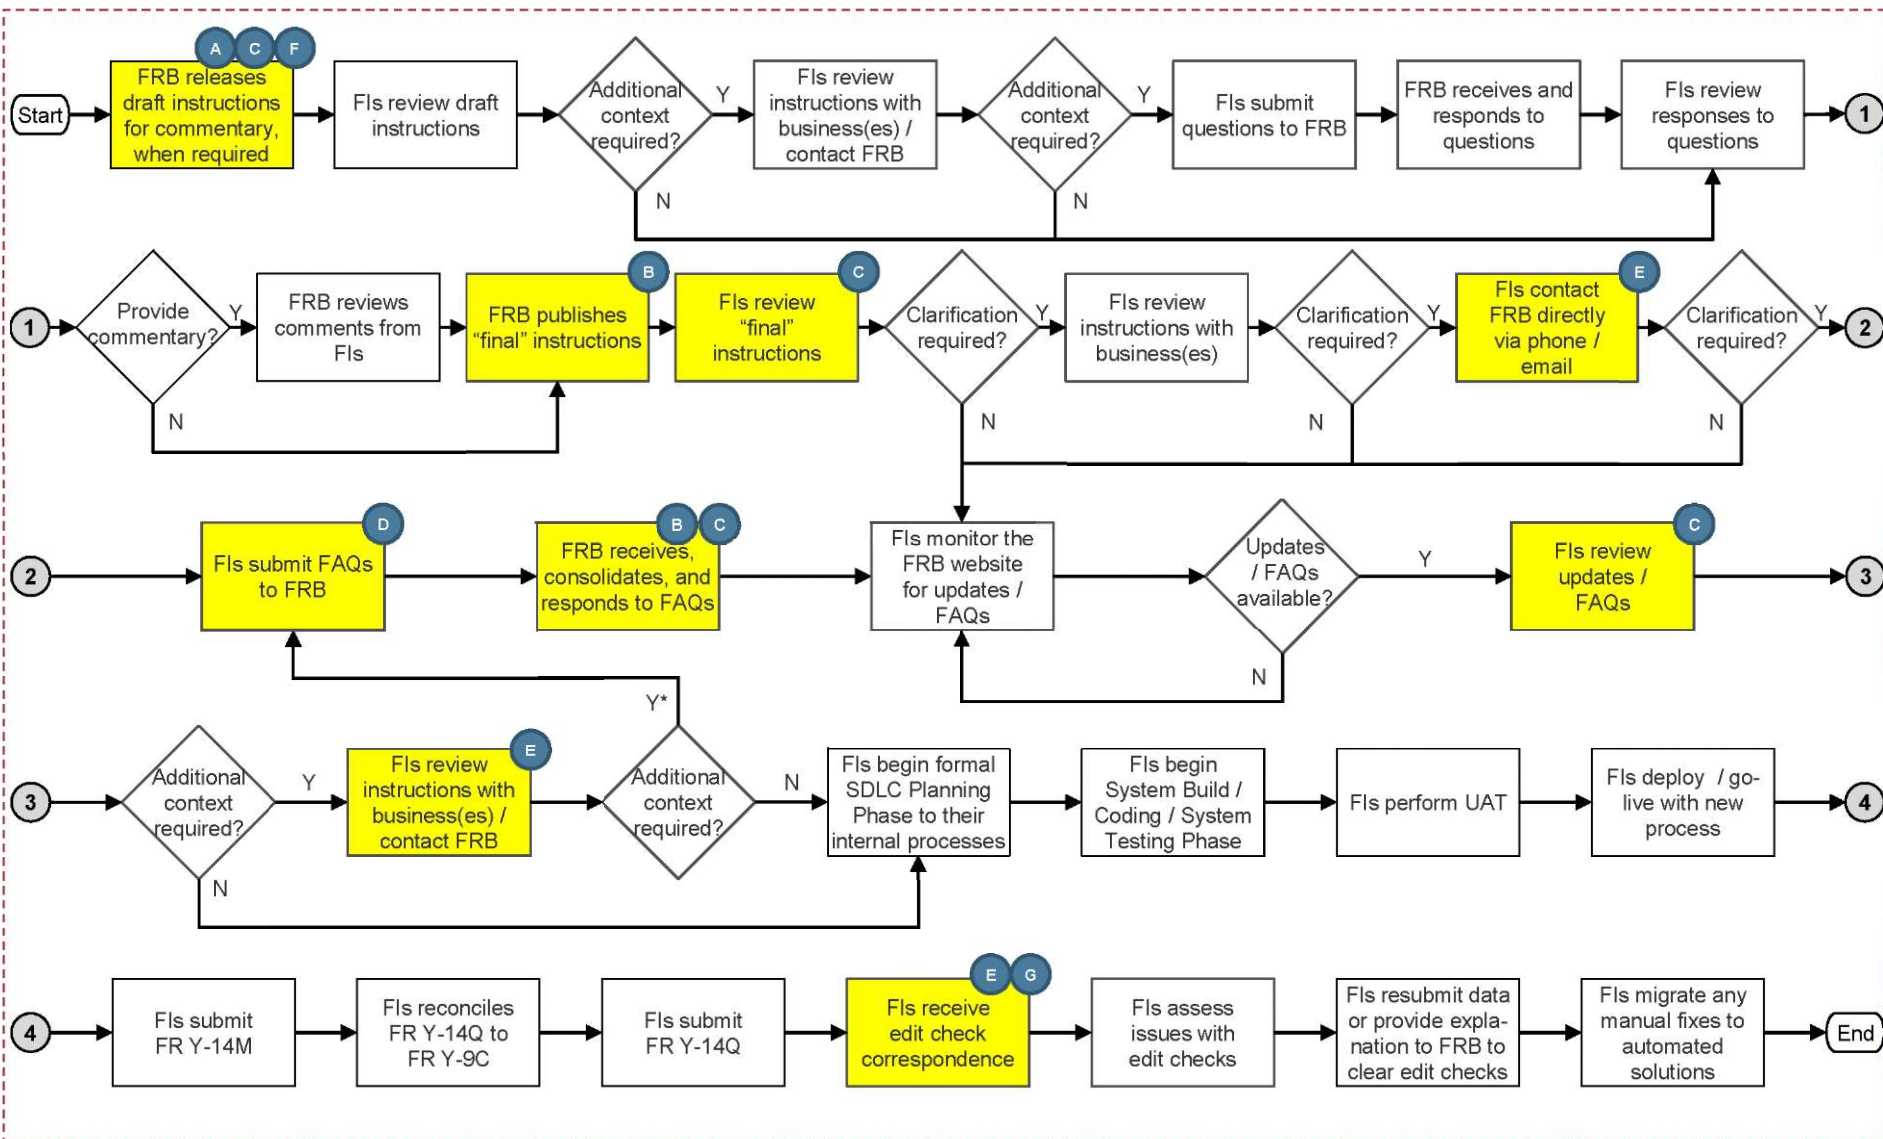 A C F
Start
FRB releases
draft instructions
for commentary,
when required
FIs review draft
instructions
Additional
context
required?
Y
N
FIs review
instructions with
business(es) /
contact FRB
Additional
context
required?
Y
N
FIs submit
questions to FRB
FRB receives and
responds to
questions
FIs review
responses to
questions
1
1
Provide
commentary?
Y
N
FRB reviews
comments from
FIs
B
FRB publishes
“final” instructions
C
FIs review
“final”
instructions
Clarification
required?
Y
N
FIs review
instructions with
business(es)
Clarification
required?
Y
N
E
FIs contact
FRB directly
via phone /
email
Clarification
required?
Y
N
2
2
D
FIs submit FAQs
to FRB
B C
FRB receives,
consolidates, and
responds to FAQs
FIs monitor the
FRB website
for updates /
FAQs
Updates
/ FAQs
available?
Y
N
C
FIs review
updates /
FAQs
3
3
Additional
context
required?
Y
N
E
FIs review
instructions with
business(es) /
contact FRB
Additional
context
required?
Y*
N
FIs begin formal
SDLC Planning
Phase to their
internal processes
FIs begin
System Build /
Coding / System
Testing Phase
FIs perform UAT
FIs deploy / go-
live with new
process
4
4
FIs submit
FR Y-14M
FIs reconciles
FR Y-14Q to
FR Y-9C
FIs submit
FR Y-14Q
E G
FIs receive
edit check
correspondence
FIs assess
issues with
edit checks
FIs resubmit data
or provide expla-
nation to FRB to
clear edit checks
FIs migrate any
manual fixes to
automated
solutions
End